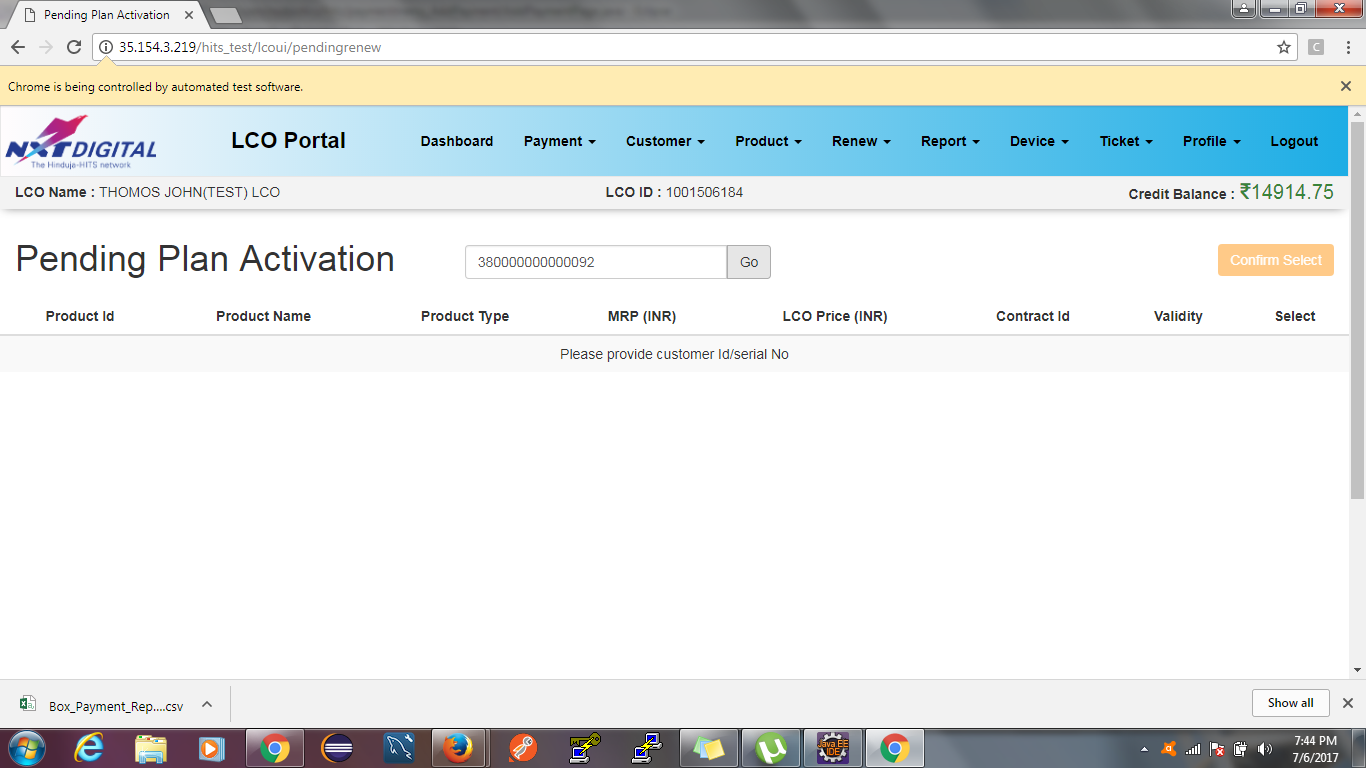 Pending Plan Activation
35.154.3.219/hits_test/lcoui/pendingrenew
C
Chrome is being controlled by automated test software.
NXT DIGITAL
The Hinduja-HITS network
LCO Portal
Dashboard Payment Customer Product Renew Report Device Ticket Profile Logout
LCO Name : THOMOS JOHN(TEST) LCO LCO ID : 1001506184 Credit Balance : ₹14914.75
Pending Plan Activation 380000000000092 Go Confirm Select
Product Id Product Name Product Type MRP (INR) LCO Price (INR) Contract Id Validity Select
Please provide customer Id/serial No
Box_Payment_Rep....csv Show all
Java EE
IDE
7:44 PM
7/6/2017